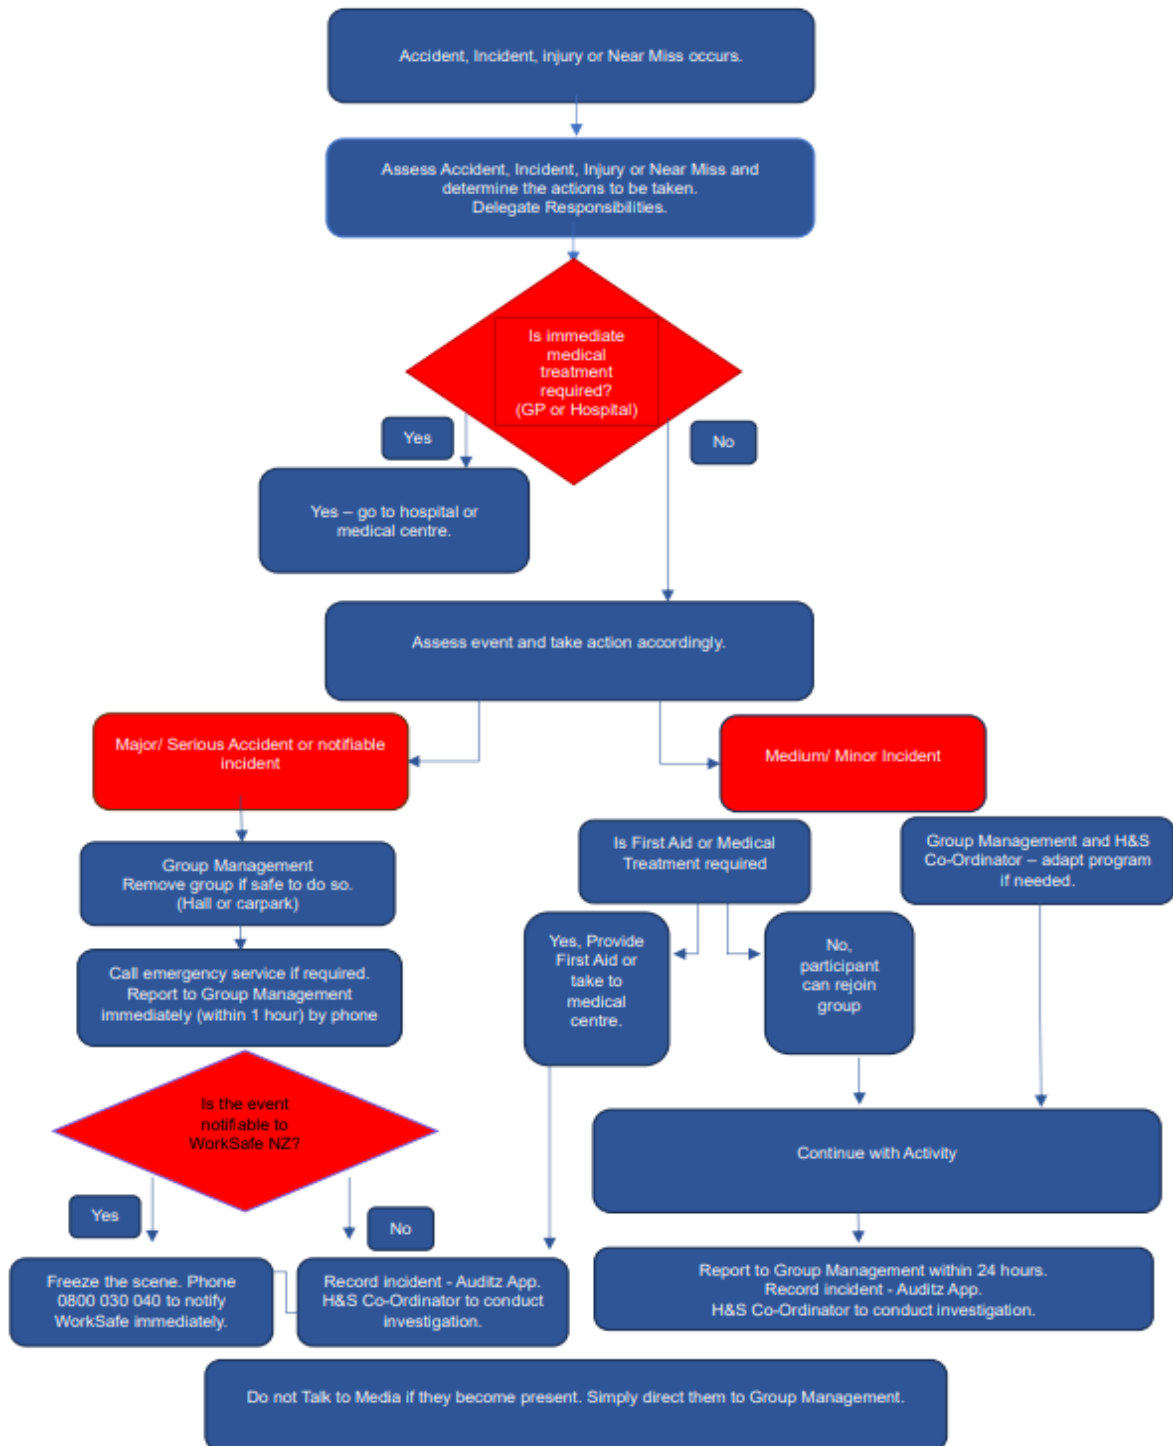 Accident, Incident, injury or Near Miss occurs.
Assess Accident, Incident, Injury or Near Miss and
determine the actions to be taken.
Delegate Responsibilities.
Is immediate
medical
treatment
required?
(GP or Hospital)
Yes
No
Yes – go to hospital or
medical centre.
Assess event and take action accordingly.
Major/ Serious Accident or notifiable
incident
Medium/ Minor Incident
Group Management
Remove group if safe to do so.
(Hall or carpark)
Is First Aid or Medical
Treatment required
Group Management and H&S
Co-Ordinator – adapt program
if needed.
Call emergency service if required.
Report to Group Management
immediately (within 1 hour) by phone
Yes, Provide
First Aid or
take to
medical
centre.
No,
participant
can rejoin
group
Is the event
notifiable to
WorkSafe NZ?
Continue with Activity
Yes
No
Freeze the scene. Phone
0800 030 040 to notify
WorkSafe immediately.
Record incident - Auditz App.
H&S Co-Ordinator to conduct
investigation.
Report to Group Management within 24 hours.
Record incident - Auditz App.
H&S Co-Ordinator to conduct investigation.
Do not Talk to Media if they become present. Simply direct them to Group Management.